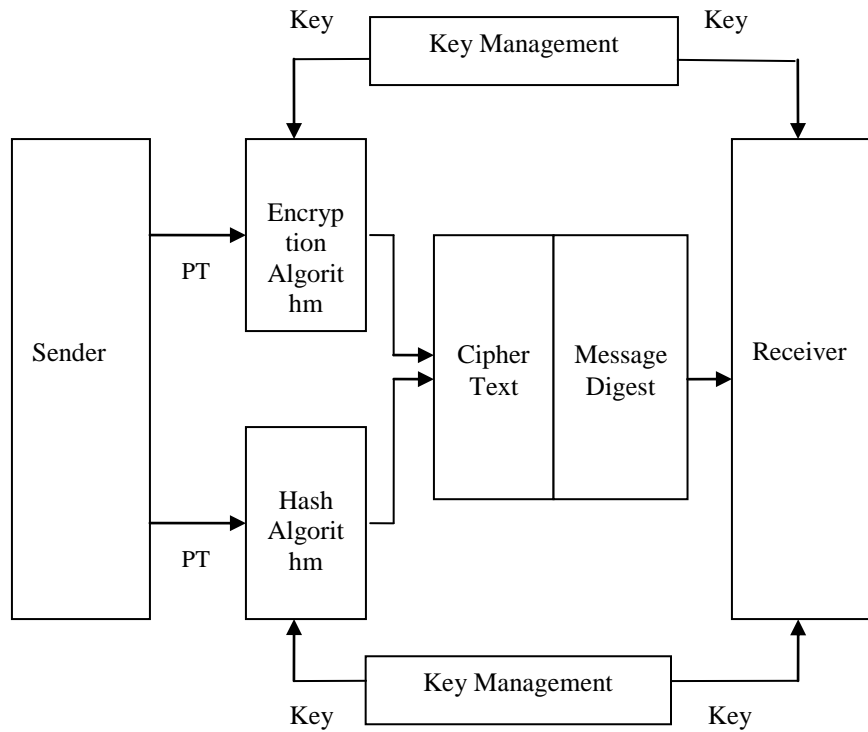 Key
Key Management
Key
Encryp
tion
Algorit
hm
PT
Sender
Cipher
Text
Message
Digest
Receiver
Hash
Algorit
hm
PT
Key Management
Key
Key